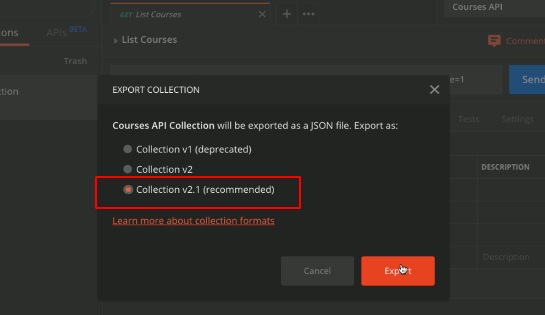 GET List Courses
Courses API
ions
APIs BETA
List Courses
Comment
Trash
ction
e=1
Send
EXPORT COLLECTION
Courses API Collection will be exported as a JSON file. Export as:
Tests Settings
Collection v1 (deprecated)
Collection v2
DESCRIPTION
Collection v2.1 (recommended)
Learn more about collection formats
Description
Cancel
Export